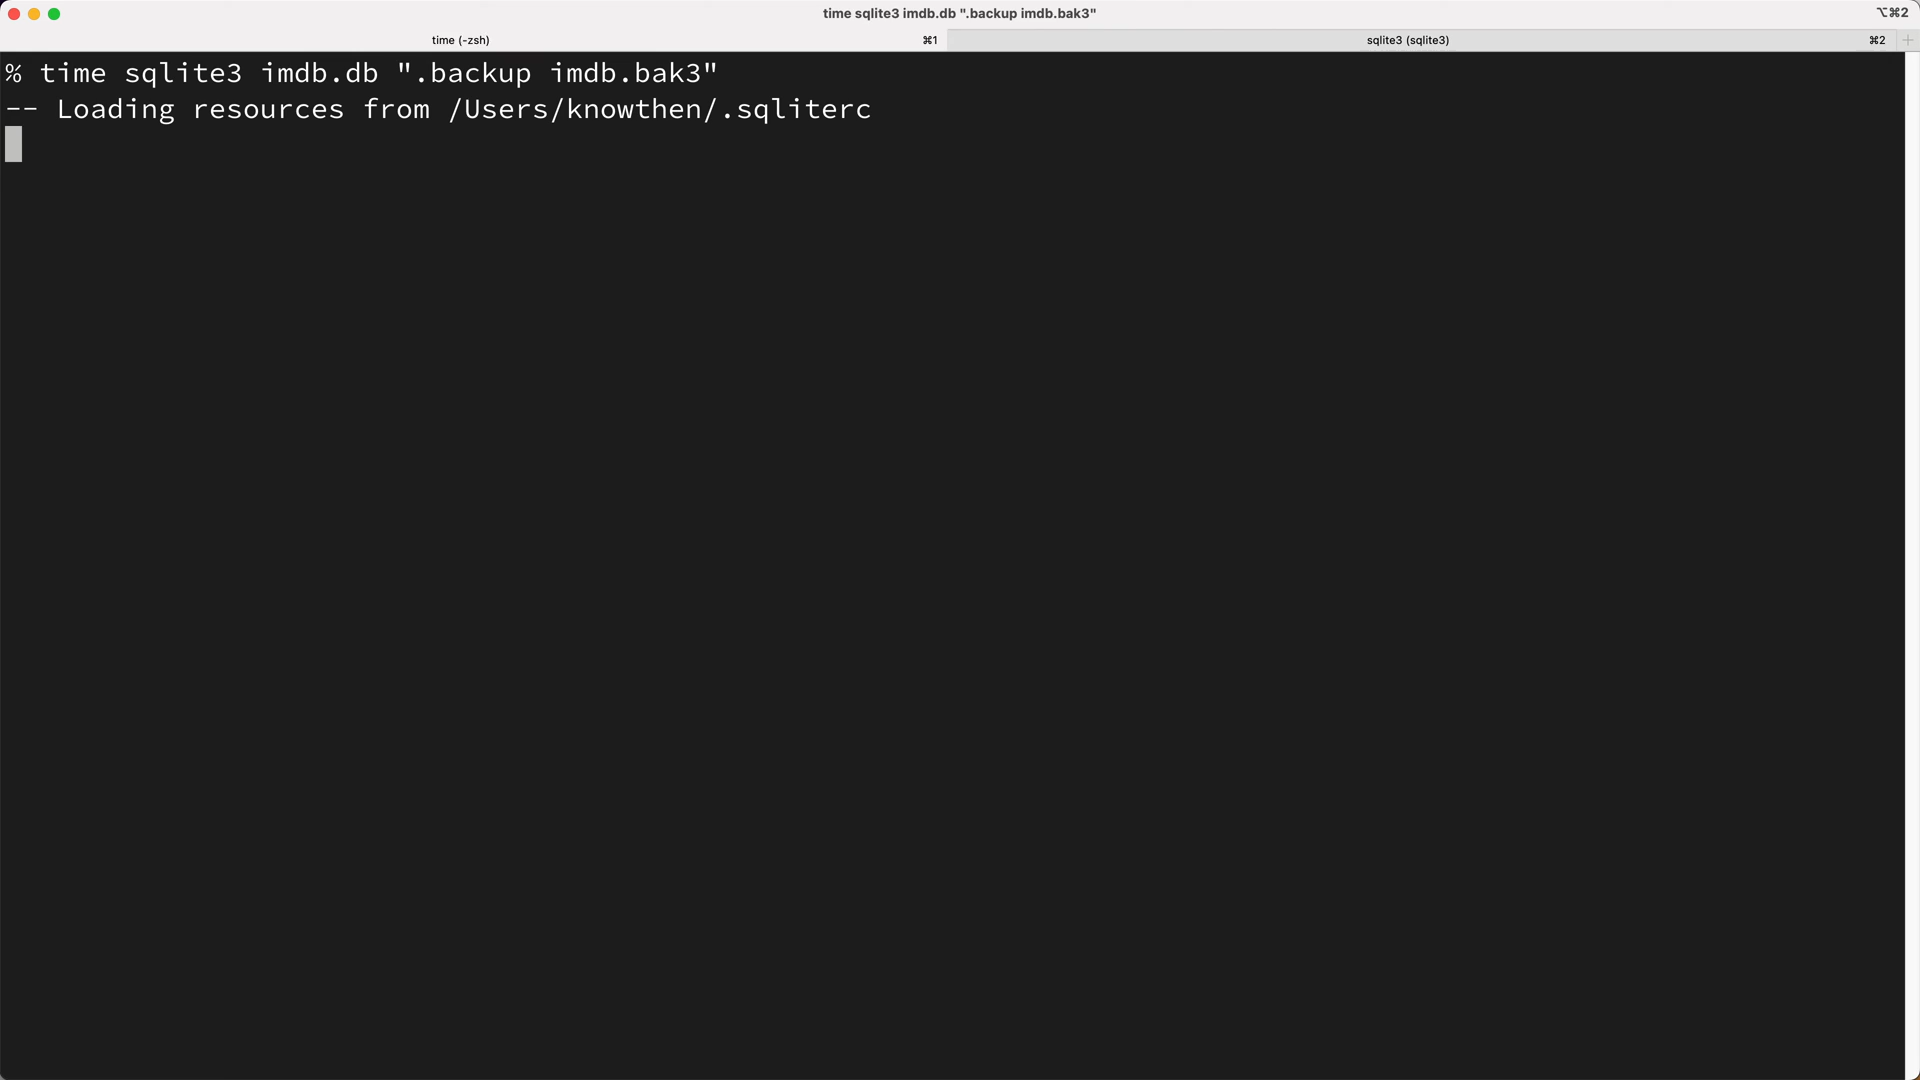 time sqlite3 imdb.db ".backup imdb.bak3"
⌥⌘2
time (-zsh)
⌘1
sqlite3 (sqlite3)
⌘2
% time sqlite3 imdb.db ".backup imdb.bak3"
-- Loading resources from /Users/knowthen/.sqliterc